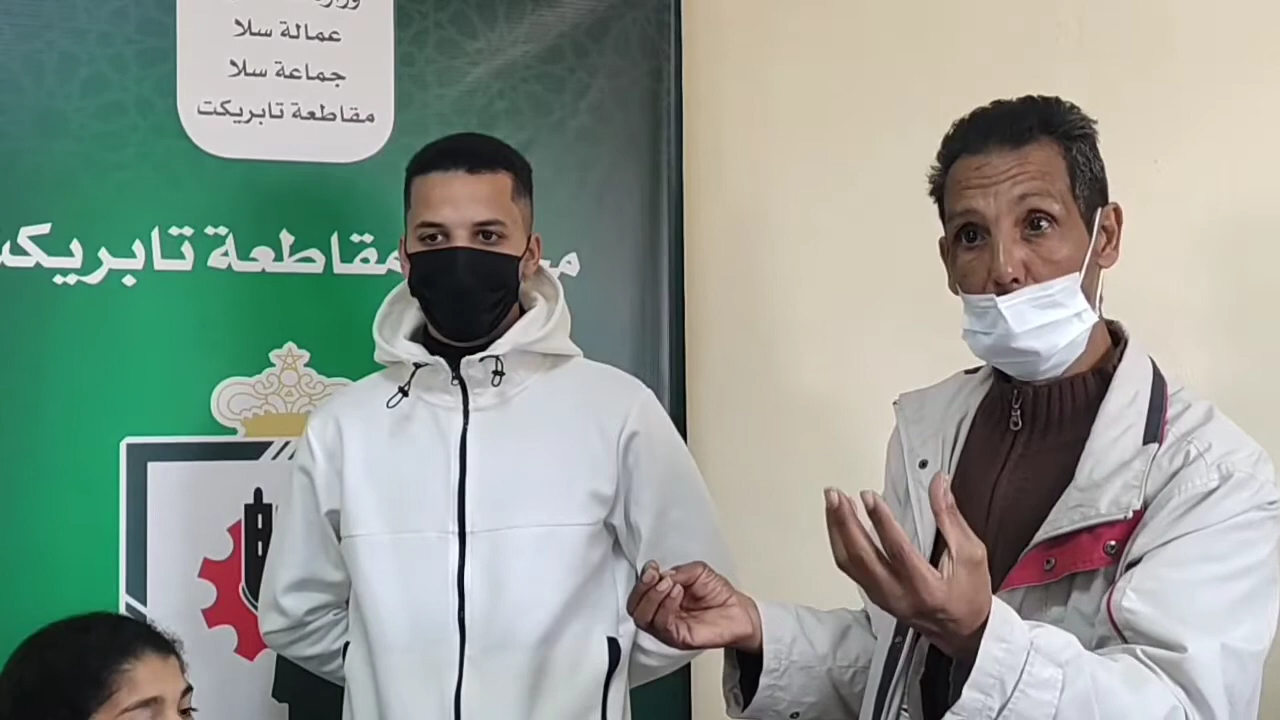 عمالة سلا
جماعة سلا
مقاطعة تابريكت
مقاطعة تابريكت